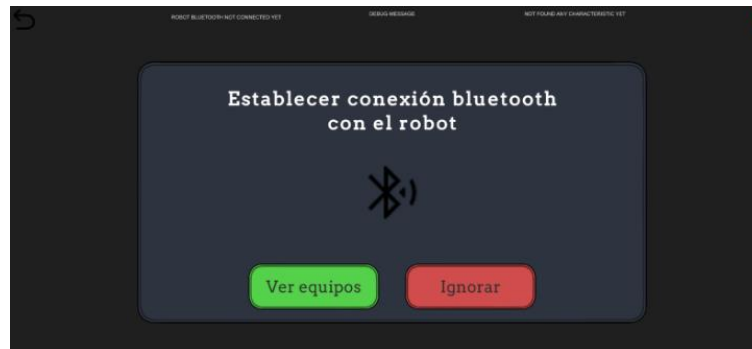 ROBOT BLUETOOTH NOT CONNECTED YET
DEBUG MESSAGE
NOT FOUND ANY CHARACTERISTIC YET
Establecer conexión bluetooth
con el robot
Ver equipos
Ignorar